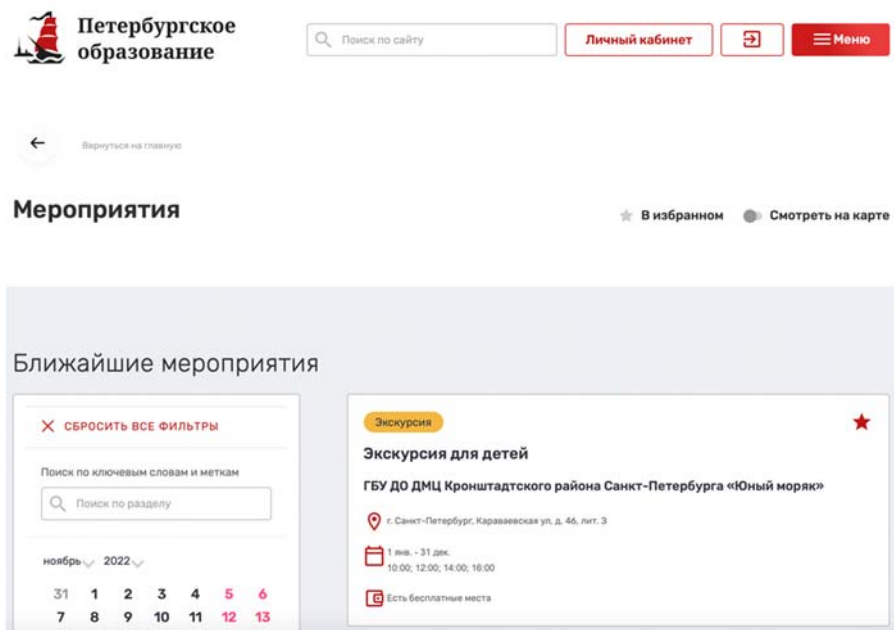 Петербургское
образование
Поиск по сайту
Личный кабинет
Меню
Вернуться на главную
Мероприятия
В избранном
Смотреть на карте
Ближайшие мероприятия
СБРОСИТЬ ВСЕ ФИЛЬТРЫ
Поиск по ключевым словам и меткам
Поиск по разделу
ноябрь 2022
31 1 2 3 4 5 6
7 8 9 10 11 12 13
Экскурсия
Экскурсия для детей
ГБУ ДО ДМЦ Кронштадтского района Санкт-Петербурга «Юный моряк»
г. Санкт-Петербург, Караваевская ул, д. 46, лит. З
1 янв. - 31 дек.
10:00; 12:00; 14:00; 16:00
Есть бесплатные места